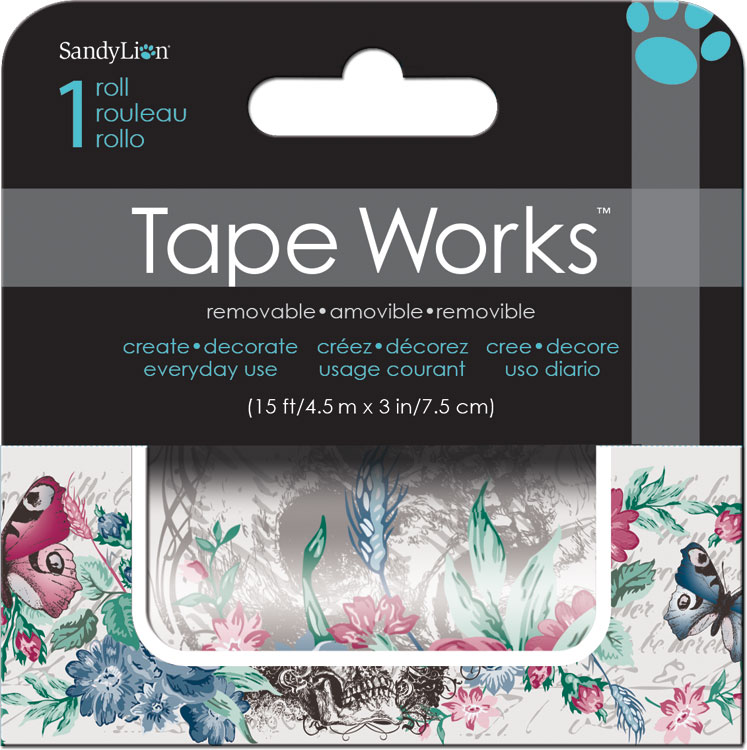 SandyLion®
1 roll
rouleau
rollo
Tape Works™
removable•amovible•removible
create•decorate créez•décorez cree•decore
everyday use usage courant uso diario
(15 ft/4.5 m x 3 in/7.5 cm)